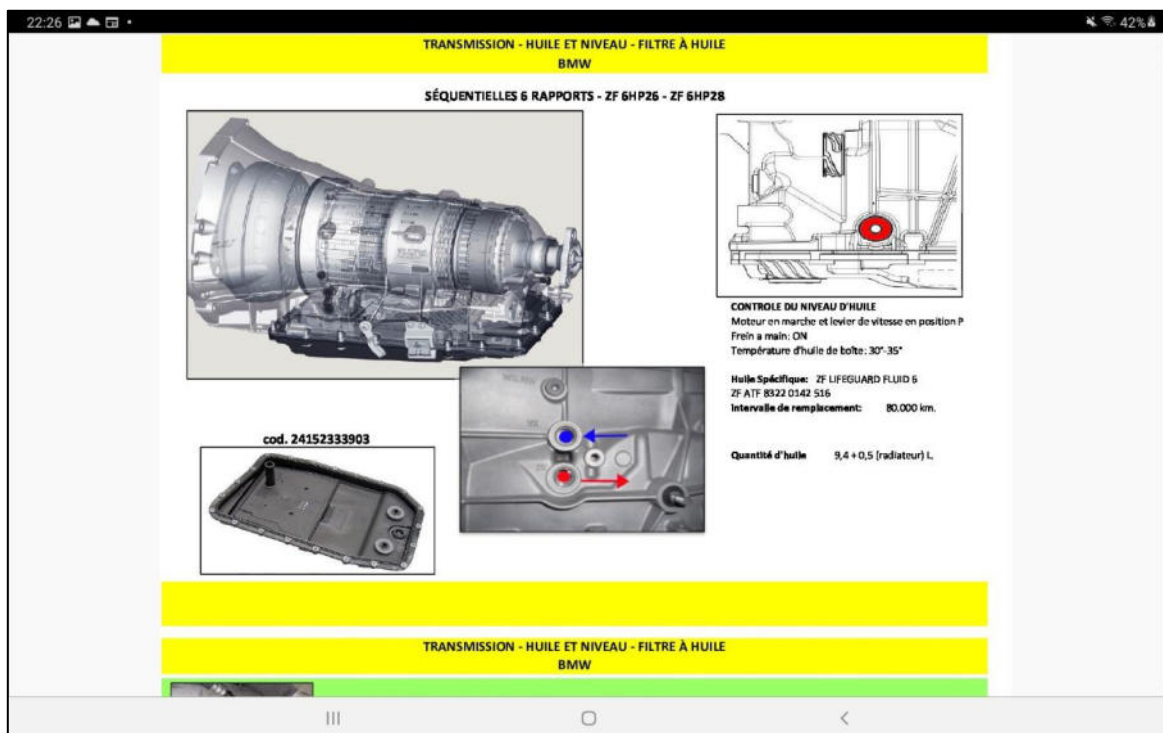 22:26
42%
TRANSMISSION - HUILE ET NIVEAU - FILTRE À HUILE
BMW
SÉQUENTIELLES 6 RAPPORTS - ZF 6HP26 - ZF 6HP28
CONTROLE DU NIVEAU D'HUILE
Moteur en marche et levier de vitesse en position P
Frein a main: ON
Température d'huile de boîte: 30°-35°
Huile Spécifique: ZF LIFEGUARD FLUID 6
ZF ATF 8322 0142 516
Intervalle de remplacement: 80.000 km.
Quantité d'huile 9,4 + 0,5 (radiateur) L.
cod. 24152333903
TRANSMISSION - HUILE ET NIVEAU - FILTRE À HUILE
BMW